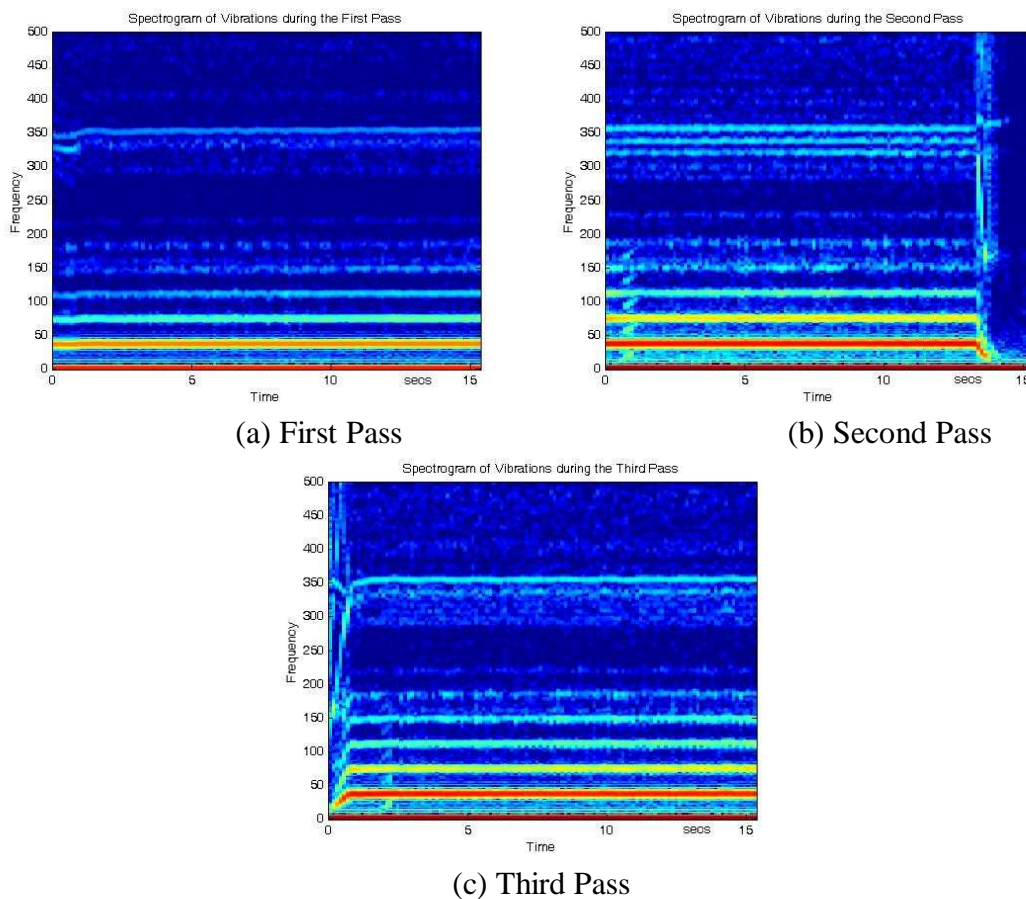 Spectrogram of Vibrations during the First Pass
500
450
400
350
300
250
200
150
100
50
0
Frequency
0 5 10 secs 15
Time
(a) First Pass
Spectrogram of Vibrations during the Second Pass
500
450
400
350
300
250
200
150
100
50
0
Frequency
0 5 10 secs 15
Time
(b) Second Pass
Spectrogram of Vibrations during the Third Pass
500
450
400
350
300
250
200
150
100
50
0
Frequency
0 5 10 secs 15
Time
(c) Third Pass